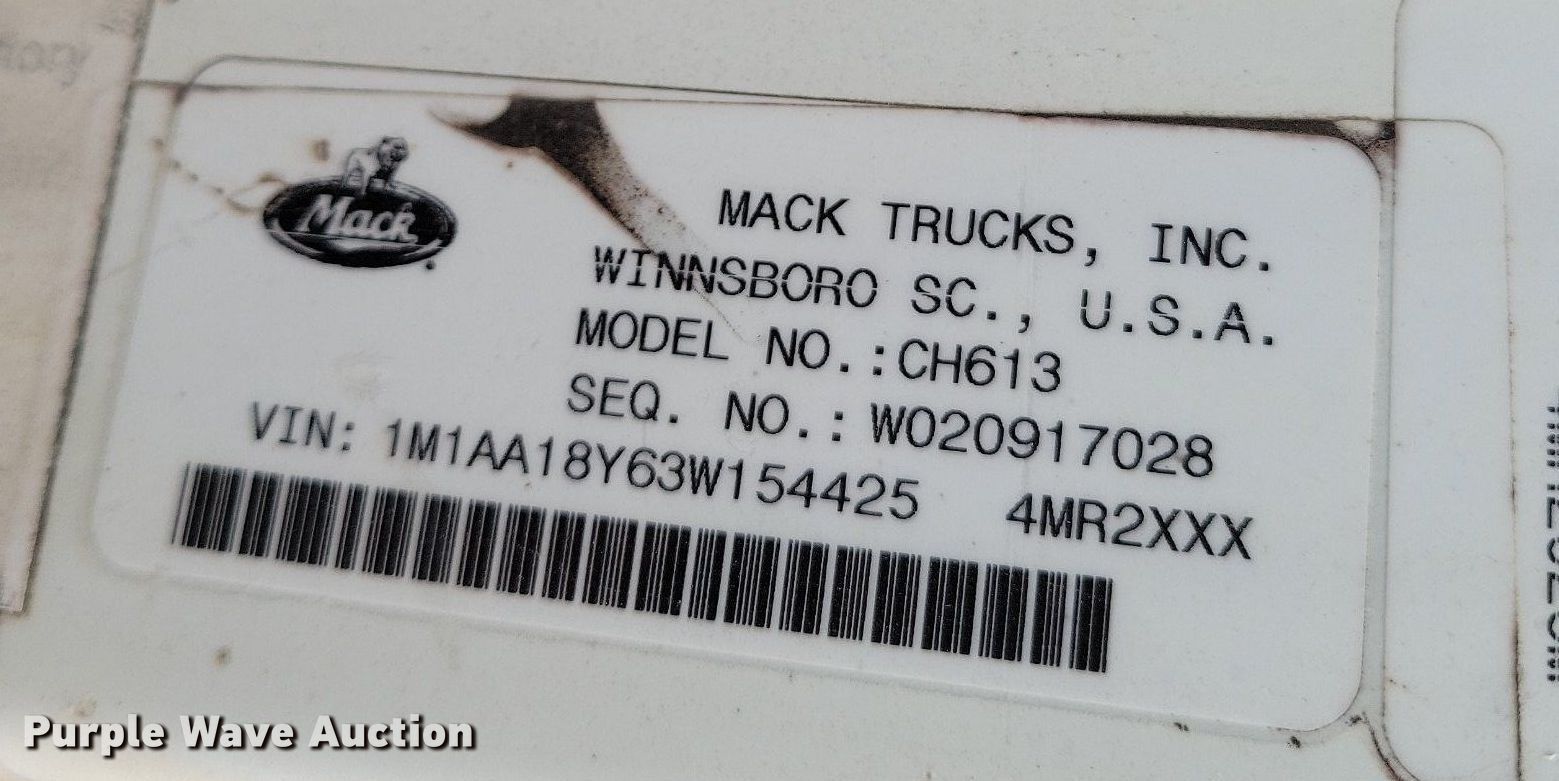 Mack
MACK TRUCKS, INC.
WINNSBORO SC., U.S.A.
MODEL NO.:CH613
SEQ. NO.: W020917028
VIN: 1M1AA18Y63W154425 4MR2XXX
Purple Wave Auction